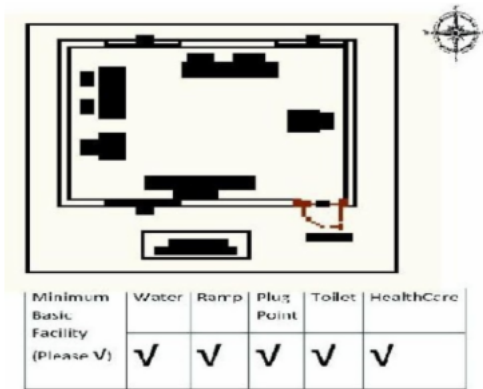 Minimum Basic Facility (Please √)
Water
Ramp
Plug Point
Toilet
HealthCare
√ √ √ √ √